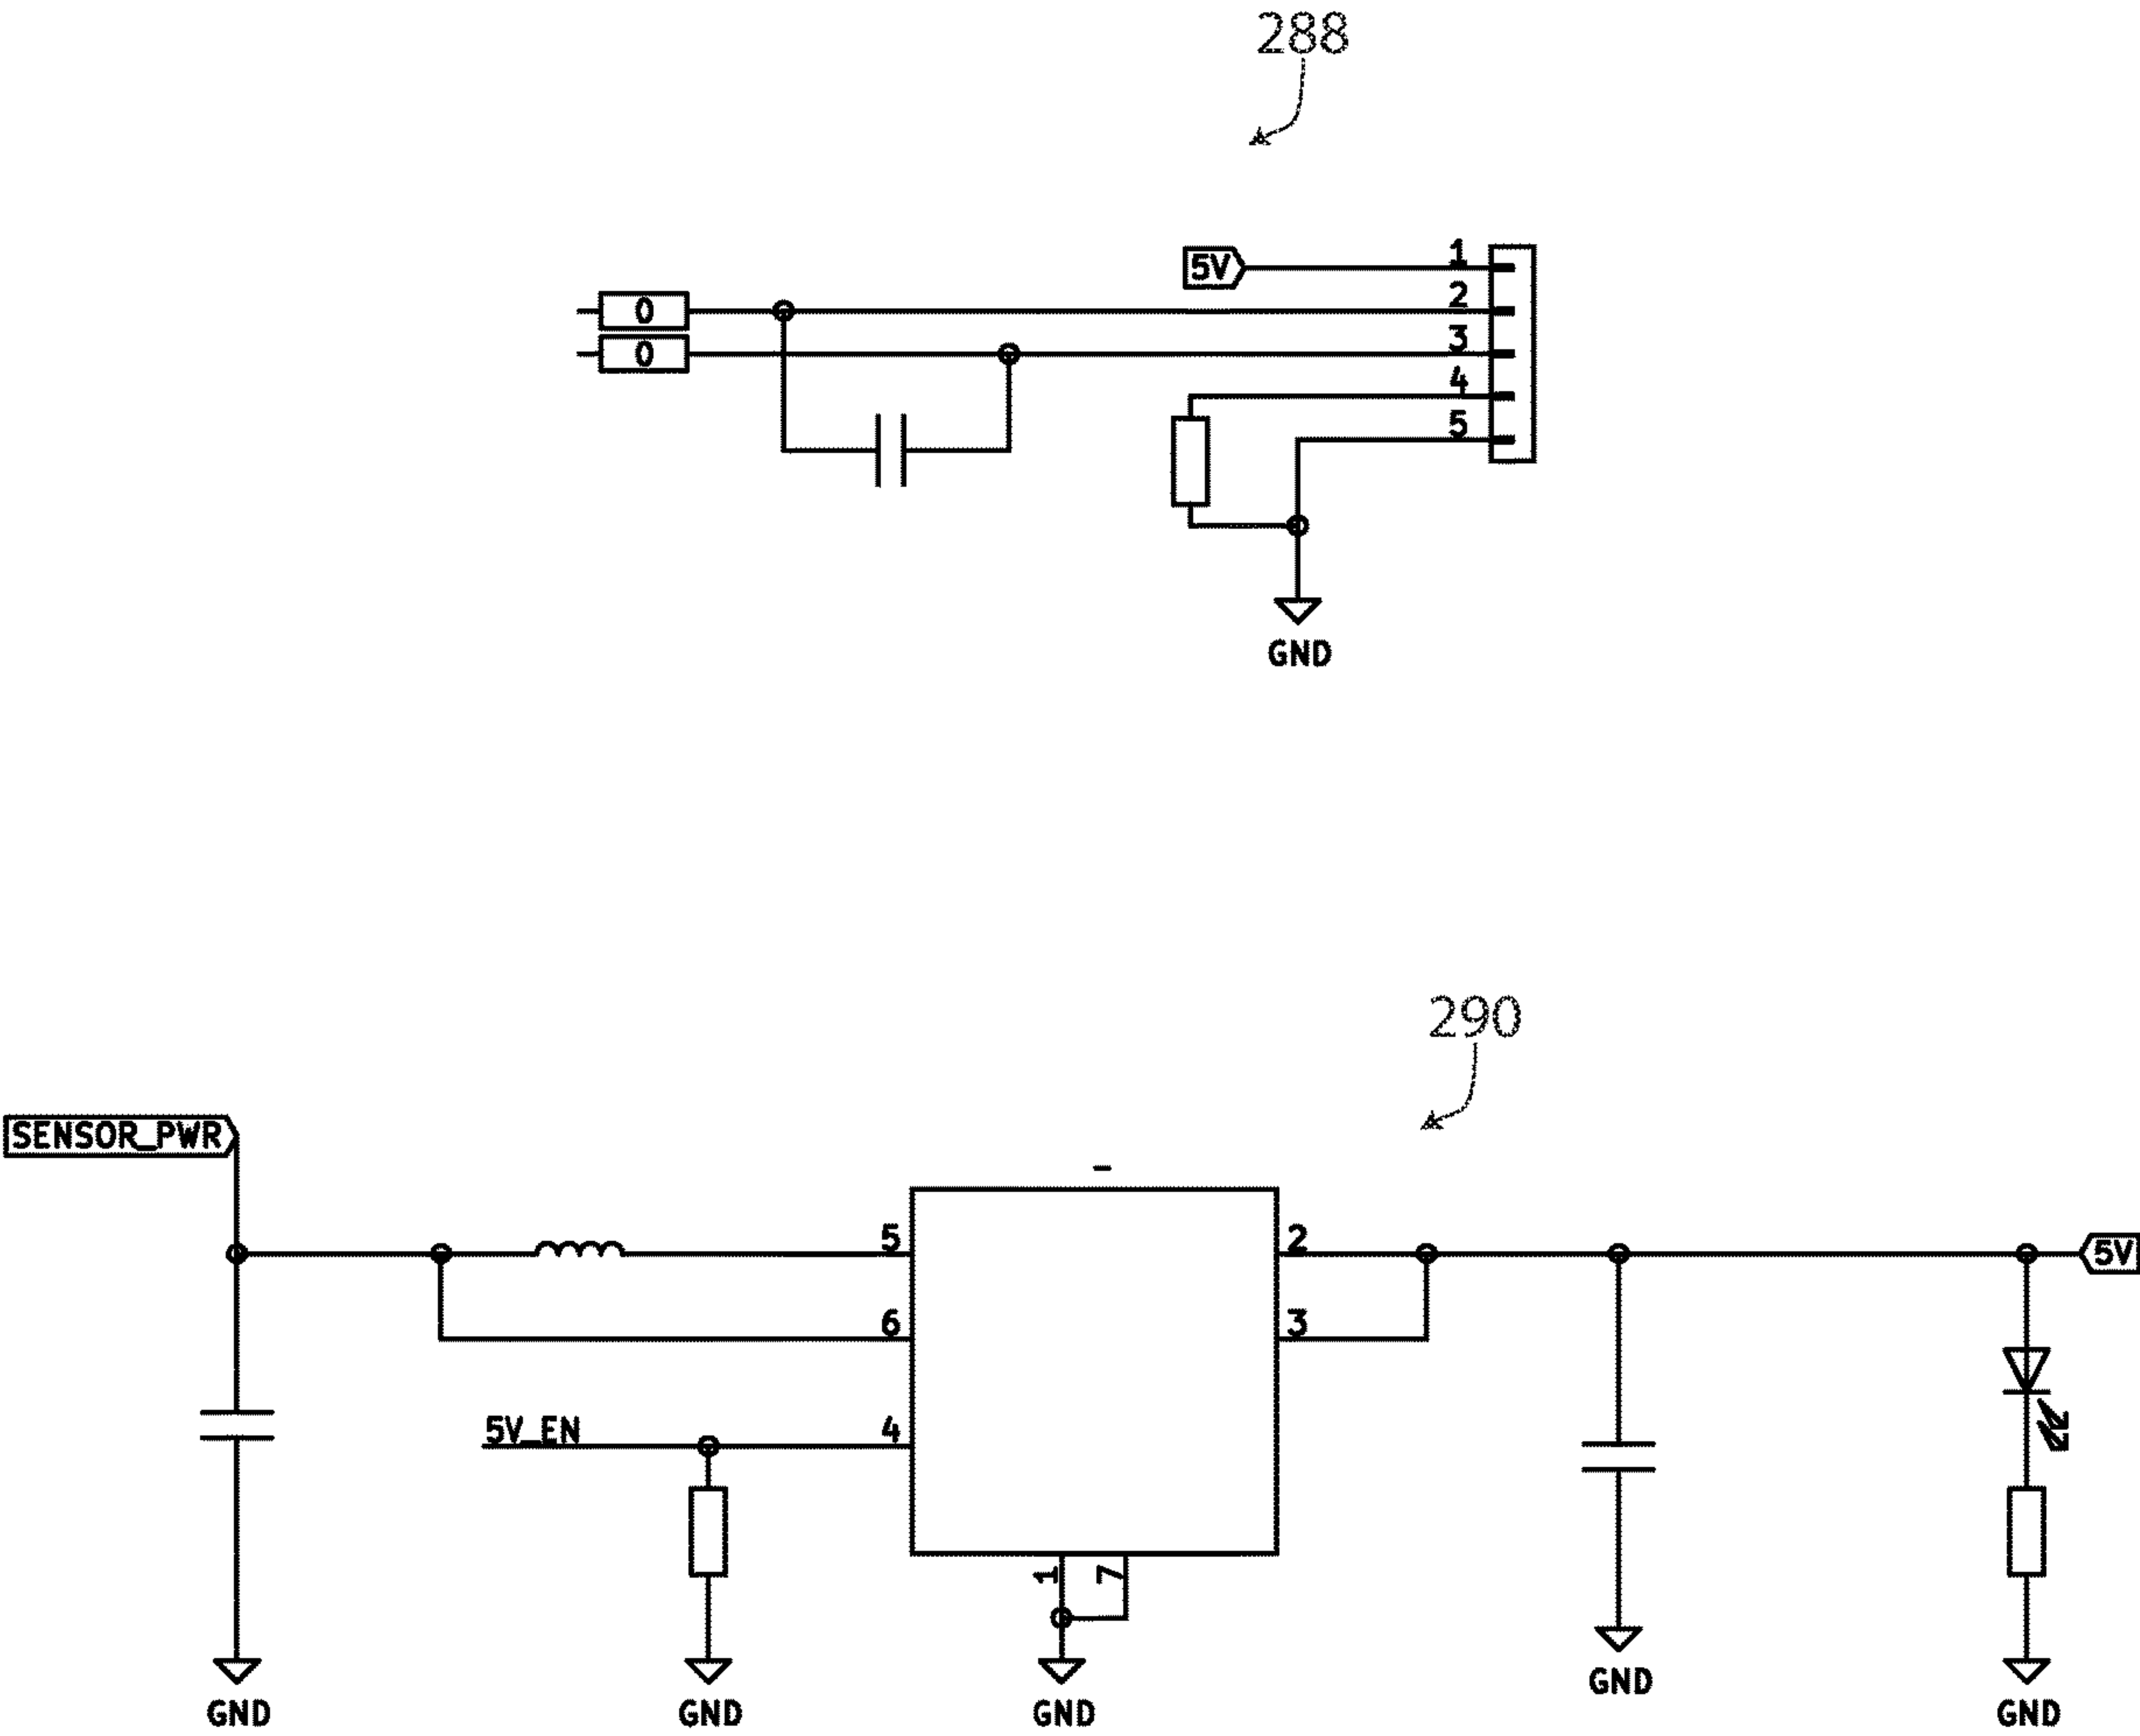 288
5V 1
0 2
0 3
4
5
GND
290
SENSOR_PWR
-
5 2 5V
6 3
5V_EN 4
1 7
GND
GND GND GND GND